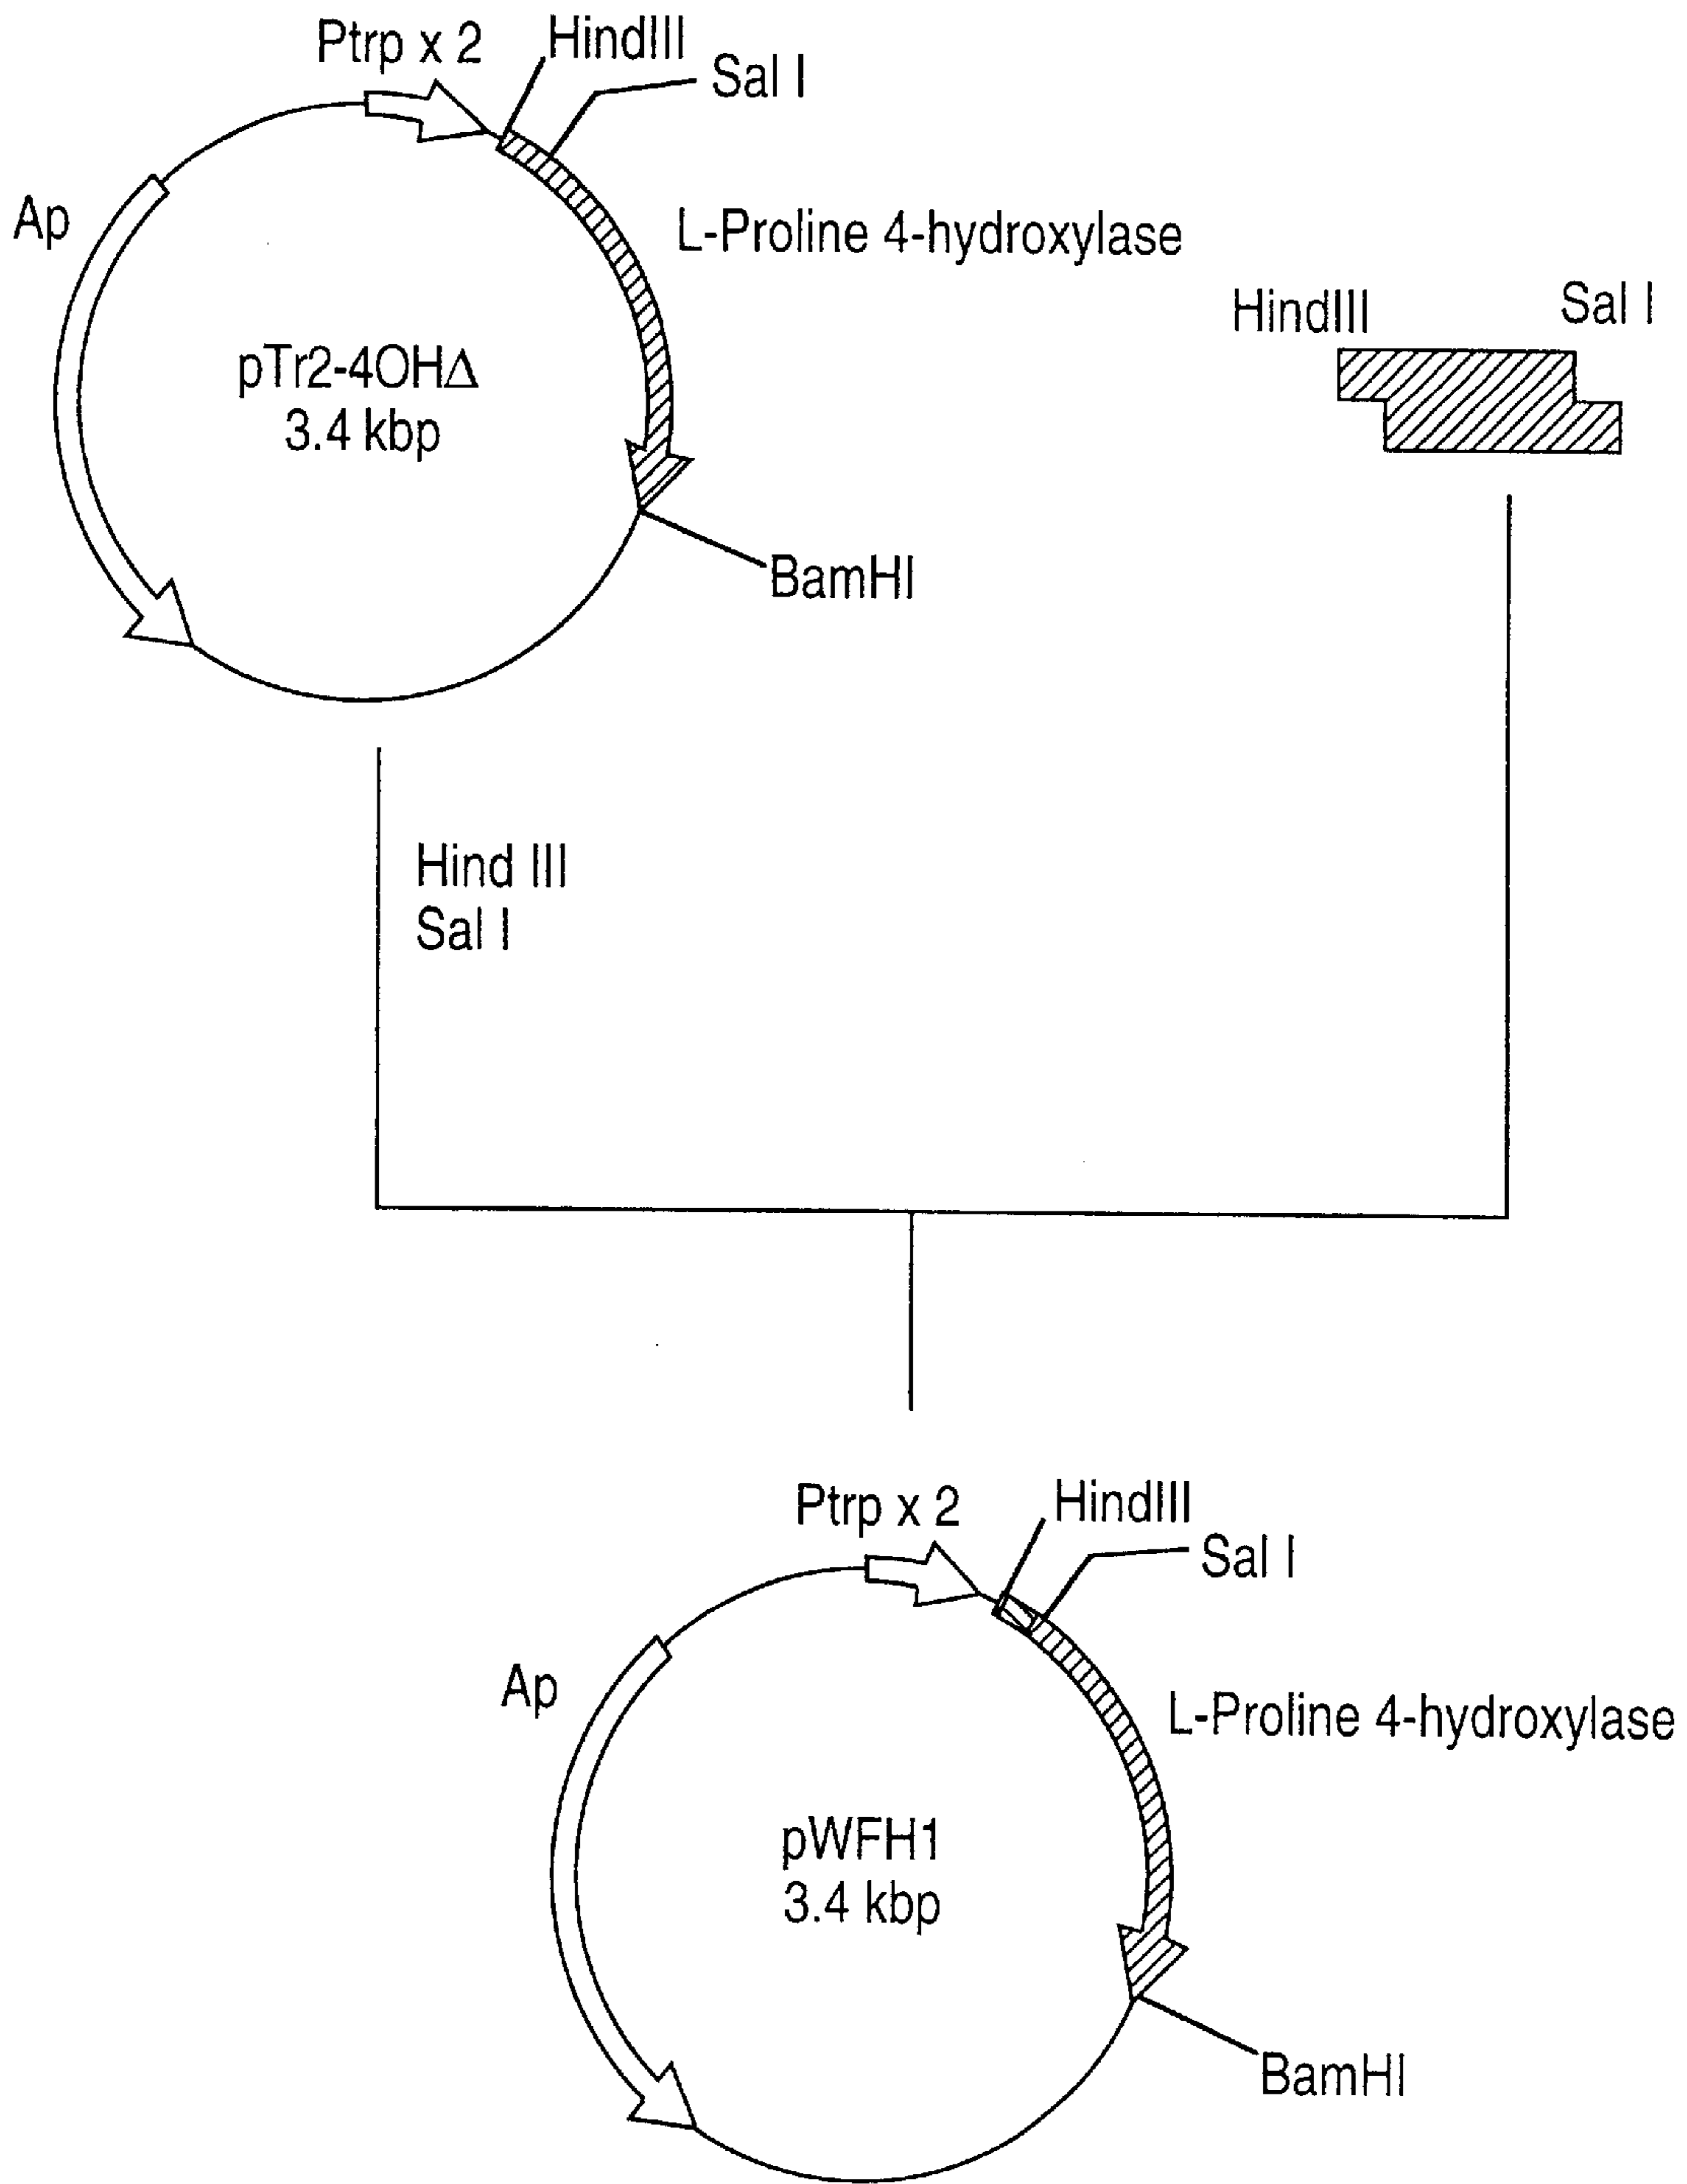 Ptrp x 2
HindIII
Sal I
Ap
L-Proline 4-hydroxylase
pTr2-4OHΔ
3.4 kbp
BamHI
HindIII
Sal I
Hind III
Sal I
Ptrp x 2
HindIII
Sal I
Ap
L-Proline 4-hydroxylase
pWFH1
3.4 kbp
BamHI